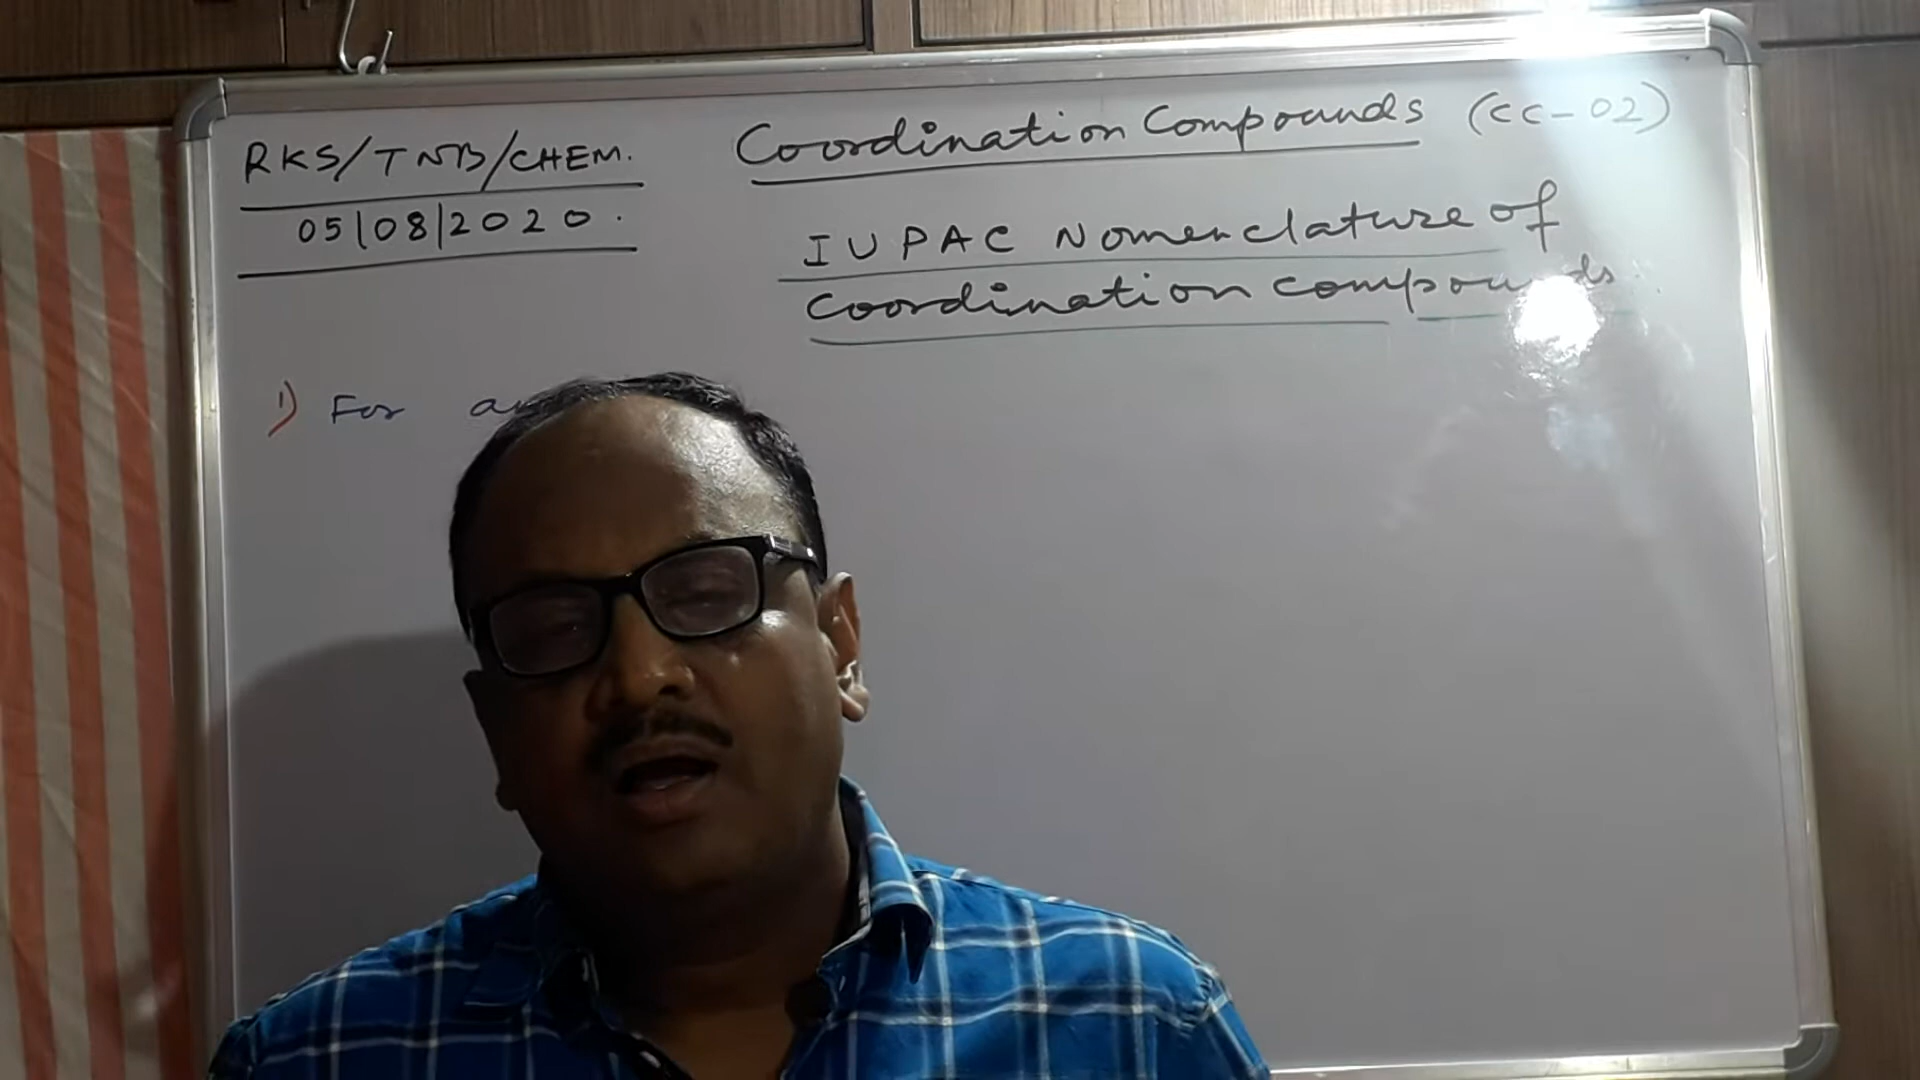 RKS/TNB/CHEM.
05/08/2020.
Coordination Compounds (CC-02)
IUPAC Nomenclature of
Coordination compounds.
1) For